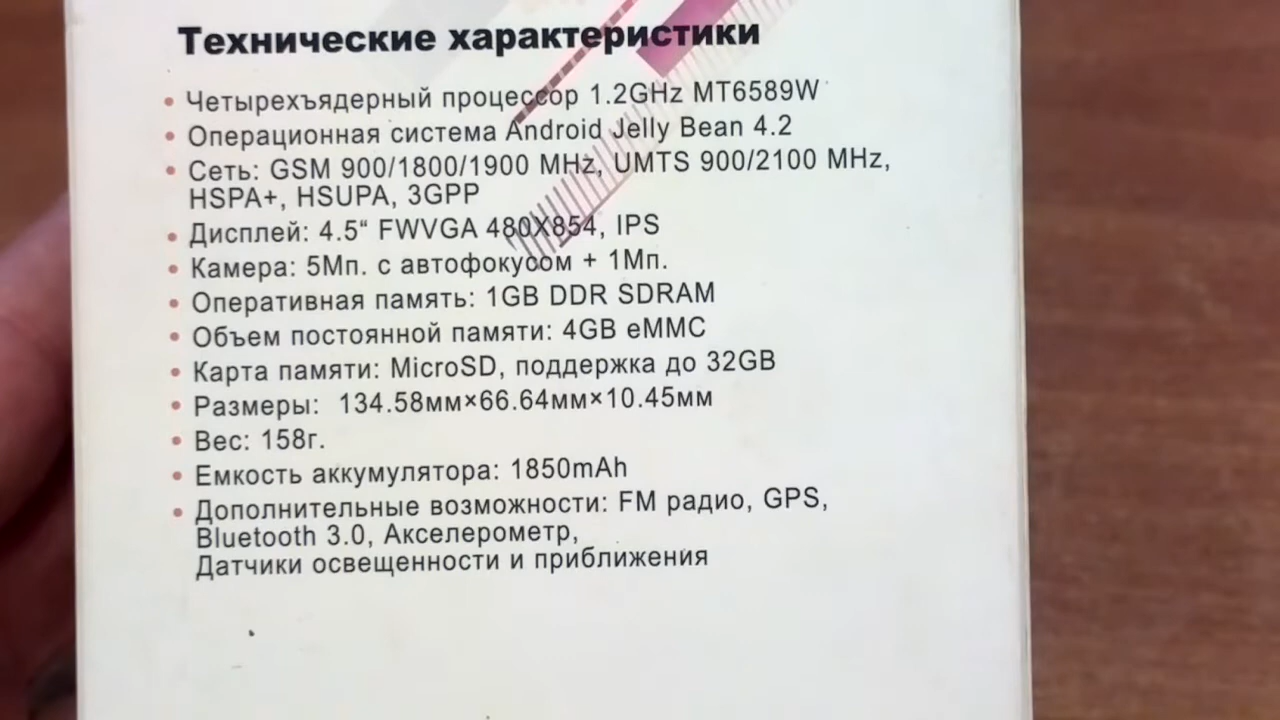 Технические характеристики
• Четырехъядерный процессор 1.2GHz MT6589W
• Операционная система Android Jelly Bean 4.2
• Сеть: GSM 900/1800/1900 MHz, UMTS 900/2100 MHz,
HSPA+, HSUPA, 3GPP
• Дисплей: 4.5“ FWVGA 480X854, IPS
• Камера: 5Мп. с автофокусом + 1Мп.
• Оперативная память: 1GB DDR SDRAM
• Объем постоянной памяти: 4GB eMMC
• Карта памяти: MicroSD, поддержка до 32GB
• Размеры: 134.58мм×66.64мм×10.45мм
• Вес: 158г.
• Емкость аккумулятора: 1850mAh
• Дополнительные возможности: FM радио, GPS,
Bluetooth 3.0, Акселерометр,
Датчики освещенности и приближения